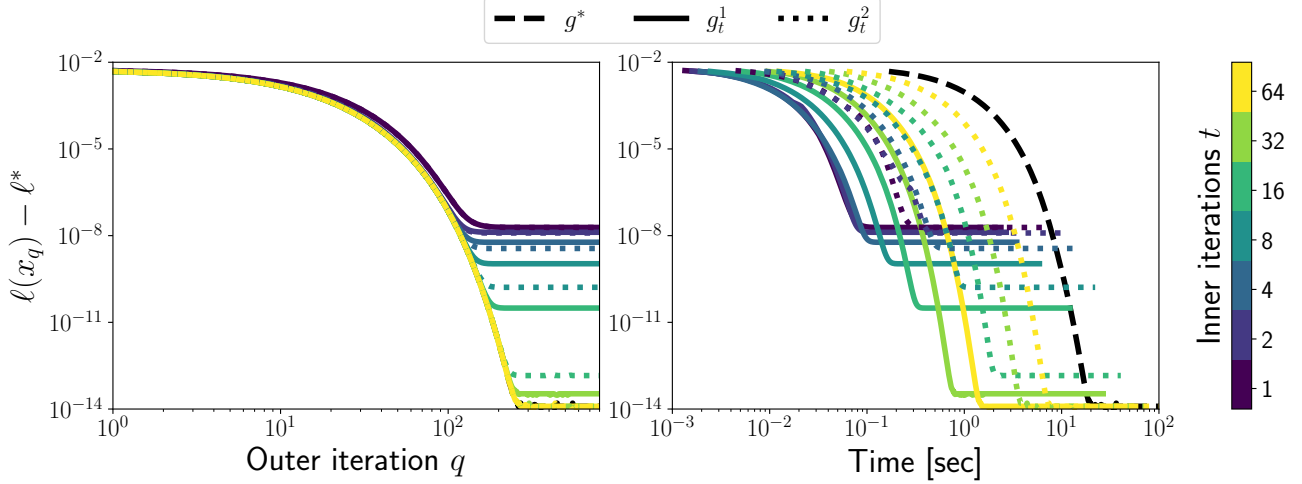 g* g_t^1 g_t^2
ℓ(x_q) − ℓ*
10^-2
10^-5
10^-8
10^-11
10^-14
10^0 10^1 10^2
Outer iteration q
10^-2
10^-5
10^-8
10^-11
10^-14
10^-3 10^-2 10^-1 10^0 10^1 10^2
Time [sec]
Inner iterations t
64
32
16
8
4
2
1